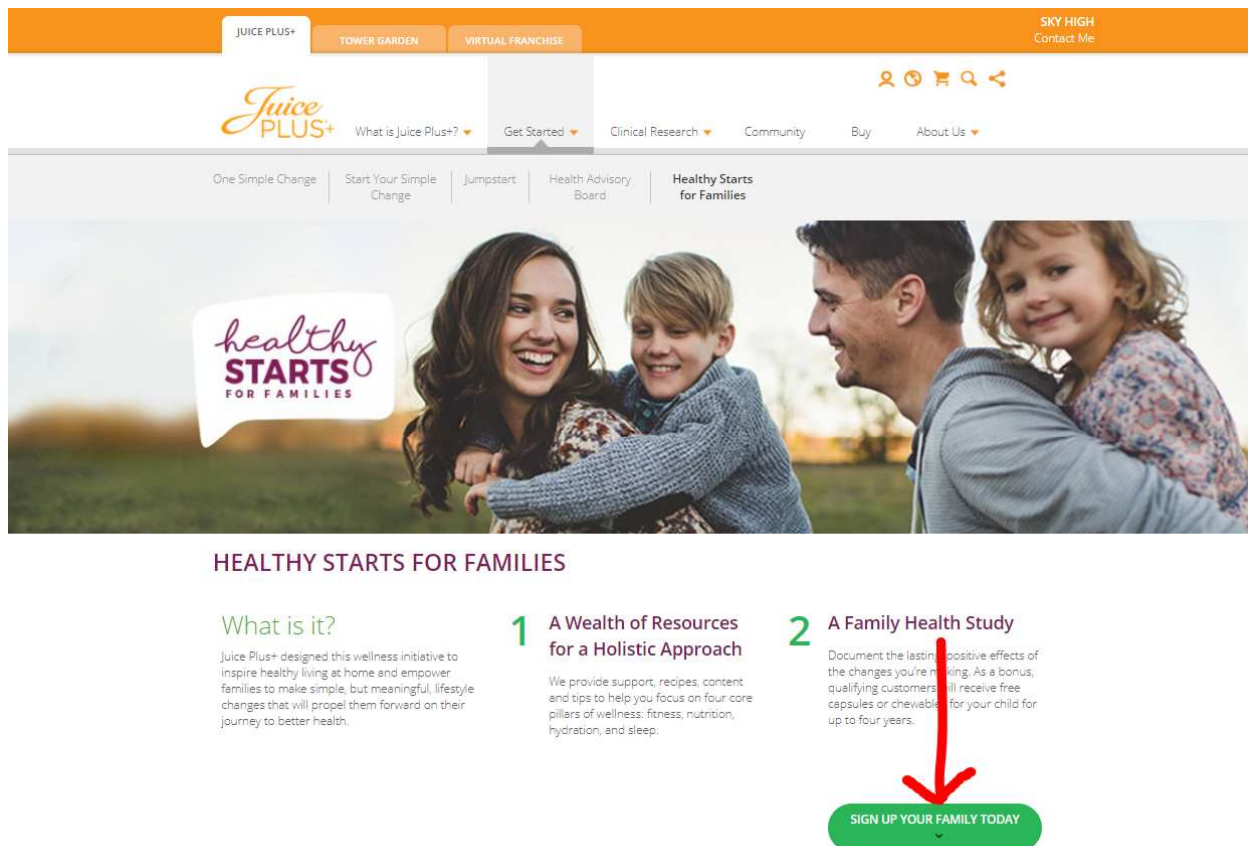 JUICE PLUS+
TOWER GARDEN
VIRTUAL FRANCHISE
SKY HIGH
Contact Me
Juice
PLUS+
What is Juice Plus+?
Get Started
Clinical Research
Community
Buy
About Us
One Simple Change
Start Your Simple
Change
Jumpstart
Health Advisory
Board
Healthy Starts
for Families
healthy
STARTS
FOR FAMILIES
HEALTHY STARTS FOR FAMILIES
What is it?
Juice Plus+ designed this wellness initiative to
inspire healthy living at home and empower
families to make simple, but meaningful, lifestyle
changes that will propel them forward on their
journey to better health.
1
A Wealth of Resources
for a Holistic Approach
We provide support, recipes, content
and tips to help you focus on four core
pillars of wellness: fitness, nutrition,
hydration, and sleep.
2
A Family Health Study
Document the lasting positive effects of
the changes you're making. As a bonus,
qualifying customers will receive free
capsules or chewables for your child for
up to four years.
SIGN UP YOUR FAMILY TODAY